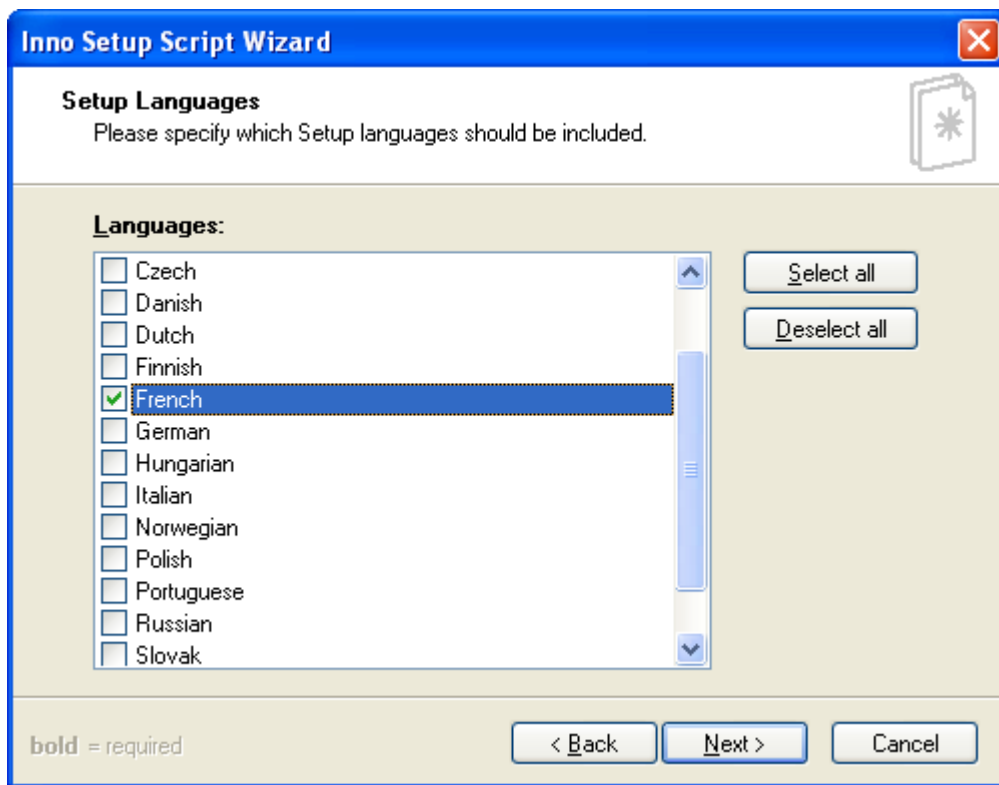 Inno Setup Script Wizard
Setup Languages
Please specify which Setup languages should be included.
Languages:
Czech
Danish
Dutch
Finnish
French
German
Hungarian
Italian
Norwegian
Polish
Portuguese
Russian
Slovak
Select all
Deselect all
bold = required
< Back
Next >
Cancel